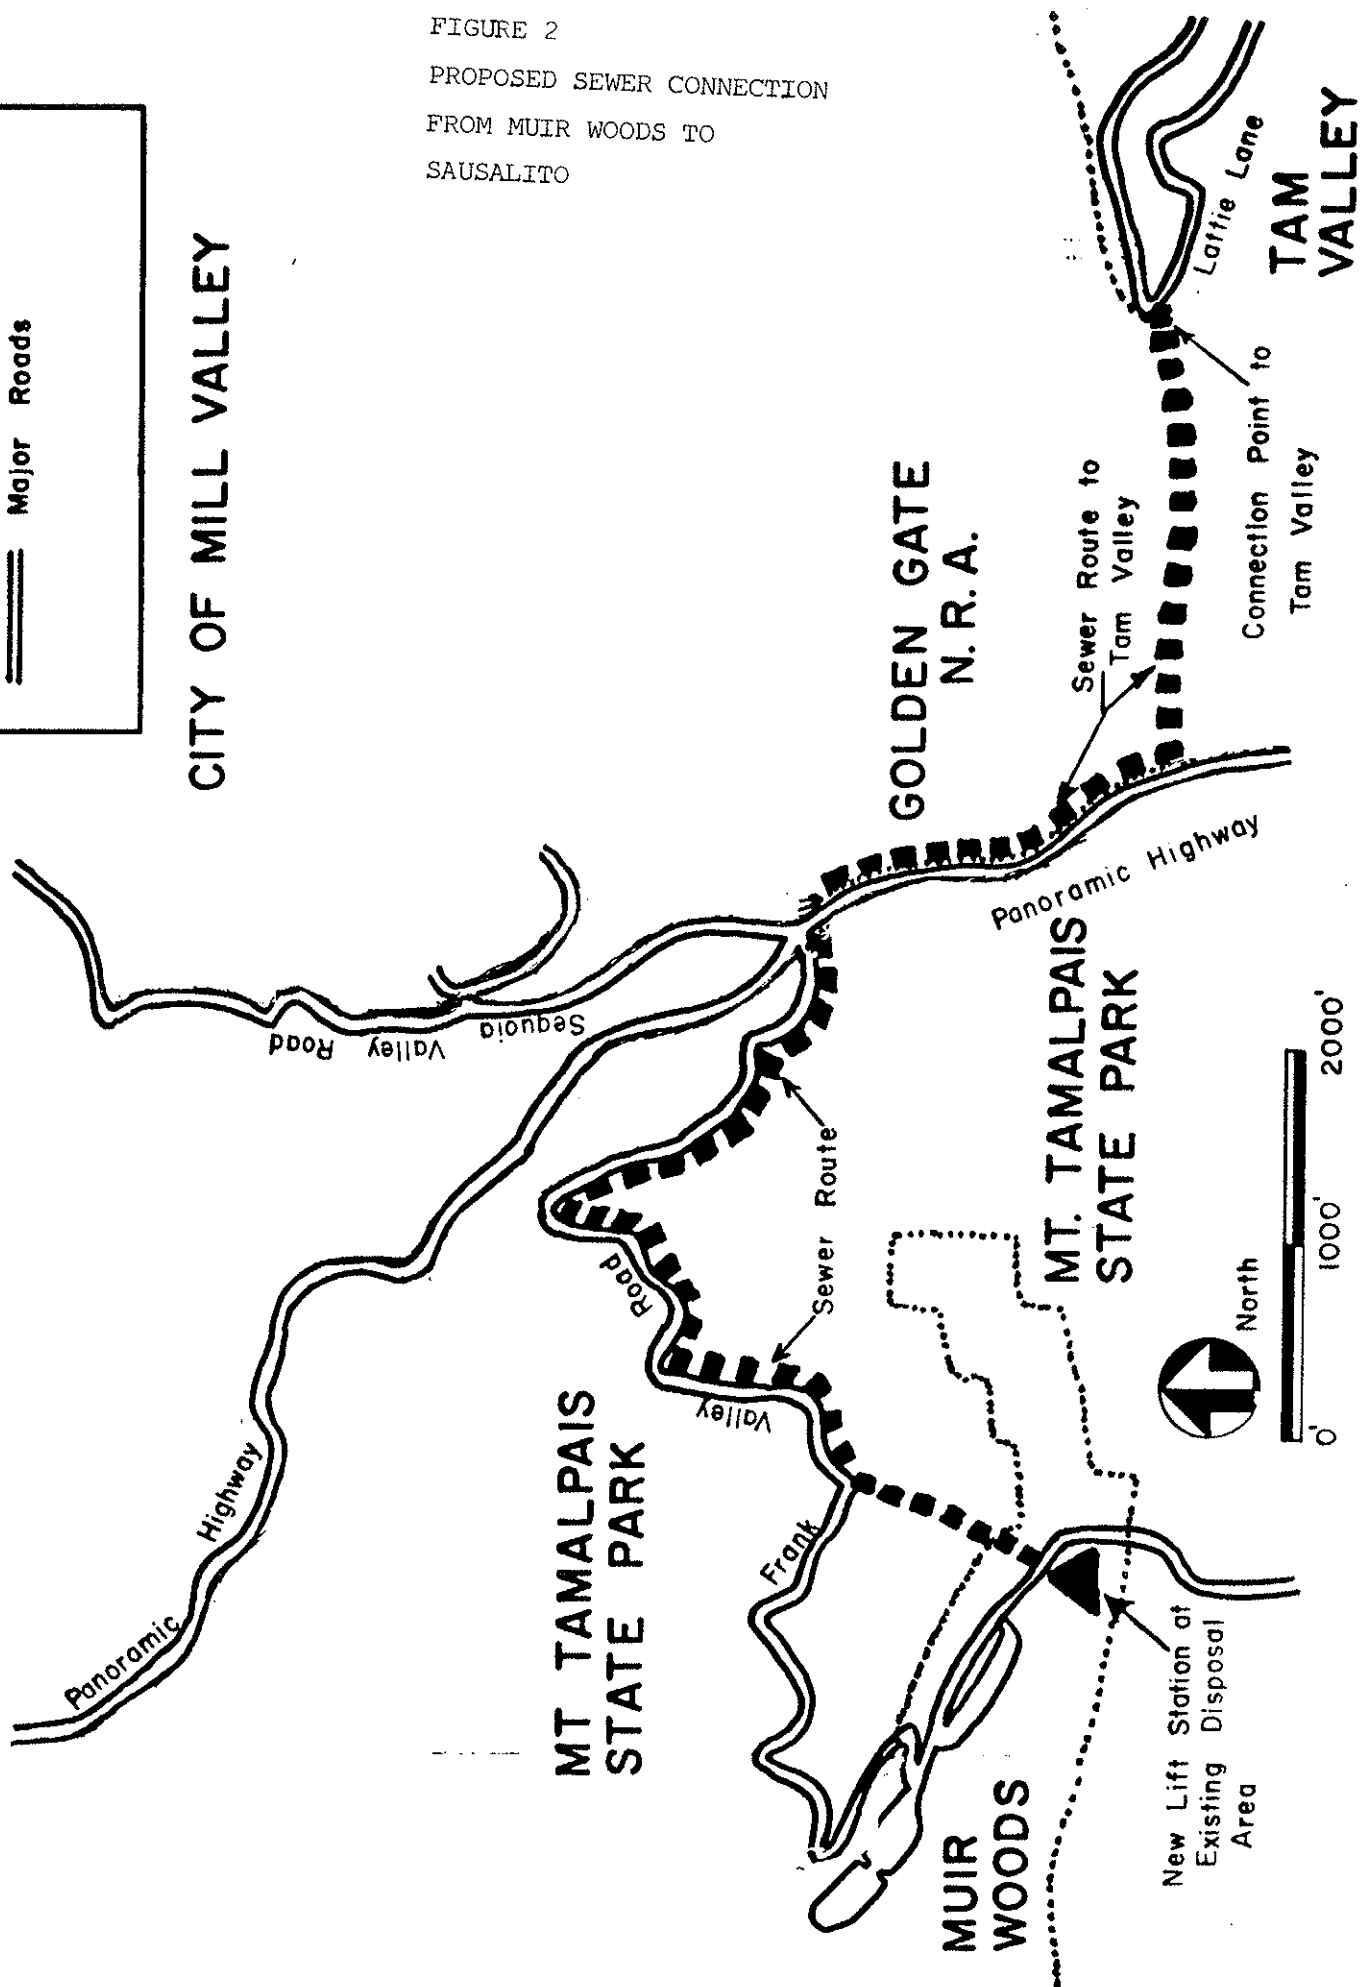 FIGURE 2
PROPOSED SEWER CONNECTION
FROM MUIR WOODS TO
SAUSALITO
Major Roads
CITY OF MILL VALLEY
Panoramic
Highway
Sequoia
Valley
Road
MT TAMALPAIS
STATE PARK
Frank
Valley
Road
Sewer Route
GOLDEN GATE
N. R. A.
Panoramic Highway
Sewer Route to
Tam Valley
Connection Point to
Tam Valley
Lattie Lane
TAM
VALLEY
MT. TAMALPAIS
STATE PARK
MUIR
WOODS
New Lift Station at
Existing Disposal
Area
North
0' 1000' 2000'